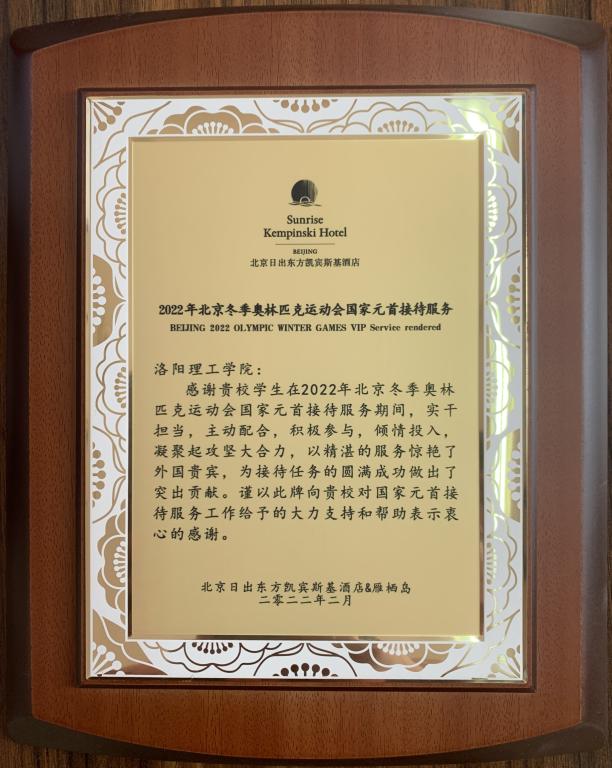 Sunrise
Kempinski Hotel
BEIJING
北京日出东方凯宾斯基酒店
2022年北京冬季奥林匹克运动会国家元首接待服务
BEIJING 2022 OLYMPIC WINTER GAMES VIP Service rendered
洛阳理工学院：
感谢贵校学生在2022年北京冬季奥林
匹克运动会国家元首接待服务期间，实干
担当，主动配合，积极参与，倾情投入，
凝聚起攻坚大合力，以精湛的服务惊艳了
外国贵宾，为接待任务的圆满成功做出了
突出贡献。谨以此牌向贵校对国家元首接
待服务工作给予的大力支持和帮助表示衷
心的感谢。
北京日出东方凯宾斯基酒店&雁栖岛
二零二二年二月